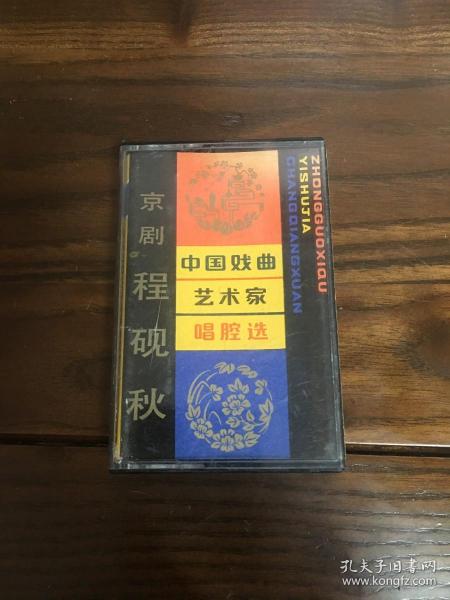 京剧 程砚秋
中国戏曲
艺术家
唱腔选
ZHONGGUOXIQU
YISHUJIA
CHANGQIANGXUAN
孔夫子旧书网
www.kongfz.com